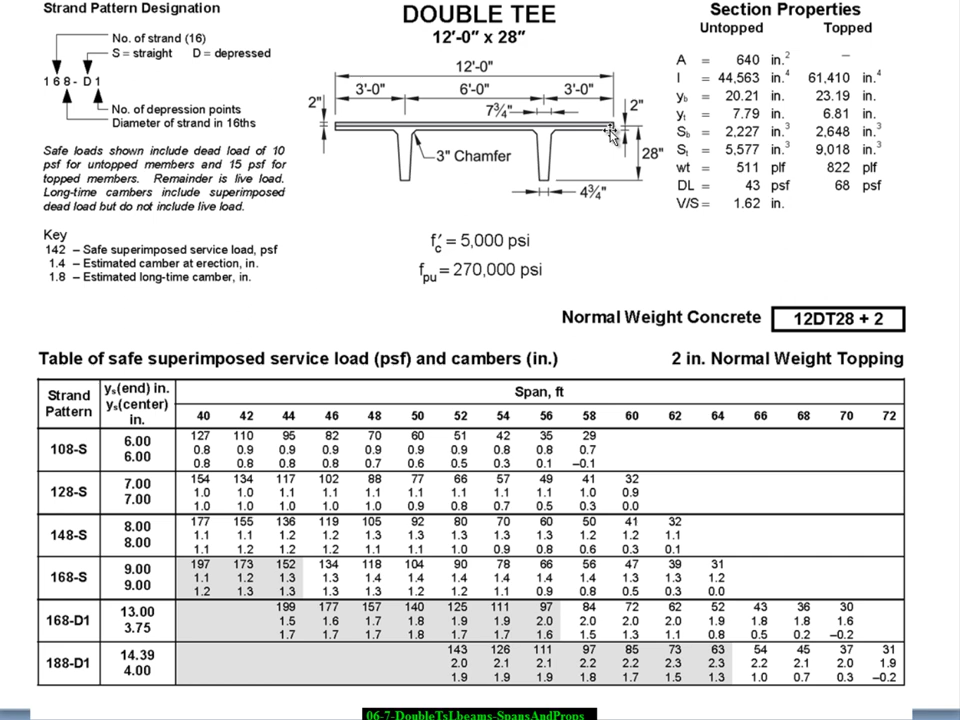 Strand Pattern Designation
No. of strand (16)
S = straight D = depressed
1 6 8 - D 1
No. of depression points
Diameter of strand in 16ths
Safe loads shown include dead load of 10
psf for untopped members and 15 psf for
topped members. Remainder is live load.
Long-time cambers include superimposed
dead load but do not include live load.
Key
142 – Safe superimposed service load, psf
1.4 – Estimated camber at erection, in.
1.8 – Estimated long-time camber, in.
DOUBLE TEE
12′-0″ x 28″
12'-0"
3'-0" 6'-0" 3'-0"
2" 7¾" 2"
3" Chamfer
28"
4¾"
f′c = 5,000 psi
fpu = 270,000 psi
Section Properties
Untopped Topped
A = 640 in.² –
I = 44,563 in.⁴ 61,410 in.⁴
yb = 20.21 in. 23.19 in.
yt = 7.79 in. 6.81 in.
Sb = 2,227 in.³ 2,648 in.³
St = 5,577 in.³ 9,018 in.³
wt = 511 plf 822 plf
DL = 43 psf 68 psf
V/S = 1.62 in.
Normal Weight Concrete 12DT28 + 2
Table of safe superimposed service load (psf) and cambers (in.) 2 in. Normal Weight Topping
Strand Pattern ys(end) in. ys(center) in. Span, ft
40 42 44 46 48 50 52 54 56 58 60 62 64 66 68 70 72
108-S 6.00 6.00
127 110 95 82 70 60 51 42 35 29
0.8 0.9 0.9 0.9 0.9 0.9 0.9 0.8 0.8 0.7
0.8 0.8 0.8 0.8 0.7 0.6 0.5 0.3 0.1 –0.1
128-S 7.00 7.00
154 134 117 102 88 77 66 57 49 41 32
1.0 1.0 1.1 1.1 1.1 1.1 1.1 1.1 1.1 1.0 0.9
1.0 1.0 1.0 1.0 1.0 0.9 0.8 0.7 0.5 0.3 0.0
148-S 8.00 8.00
177 155 136 119 105 92 80 70 60 50 41 32
1.1 1.1 1.2 1.2 1.3 1.3 1.3 1.3 1.3 1.2 1.2 1.1
1.1 1.2 1.2 1.2 1.1 1.1 1.0 0.9 0.8 0.6 0.3 0.1
168-S 9.00 9.00
197 173 152 134 118 104 90 78 66 56 47 39 31
1.1 1.2 1.3 1.3 1.4 1.4 1.4 1.4 1.4 1.4 1.3 1.3 1.2
1.2 1.3 1.3 1.3 1.3 1.2 1.2 1.1 0.9 0.8 0.5 0.3 0.0
168-D1 13.00 3.75
199 177 157 140 125 111 97 84 72 62 52 43 36 30
1.5 1.6 1.7 1.8 1.9 1.9 2.0 2.0 2.0 2.0 1.9 1.8 1.8 1.6
1.7 1.7 1.7 1.8 1.7 1.7 1.6 1.5 1.3 1.1 0.8 0.5 0.2 –0.2
188-D1 14.39 4.00
143 126 111 97 85 73 63 54 45 37 31
2.0 2.1 2.1 2.2 2.2 2.3 2.3 2.2 2.1 2.0 1.9
1.9 1.9 1.9 1.8 1.7 1.5 1.3 1.0 0.7 0.3 –0.2
06-7-DoubleTsLbeams-SpansAndProps